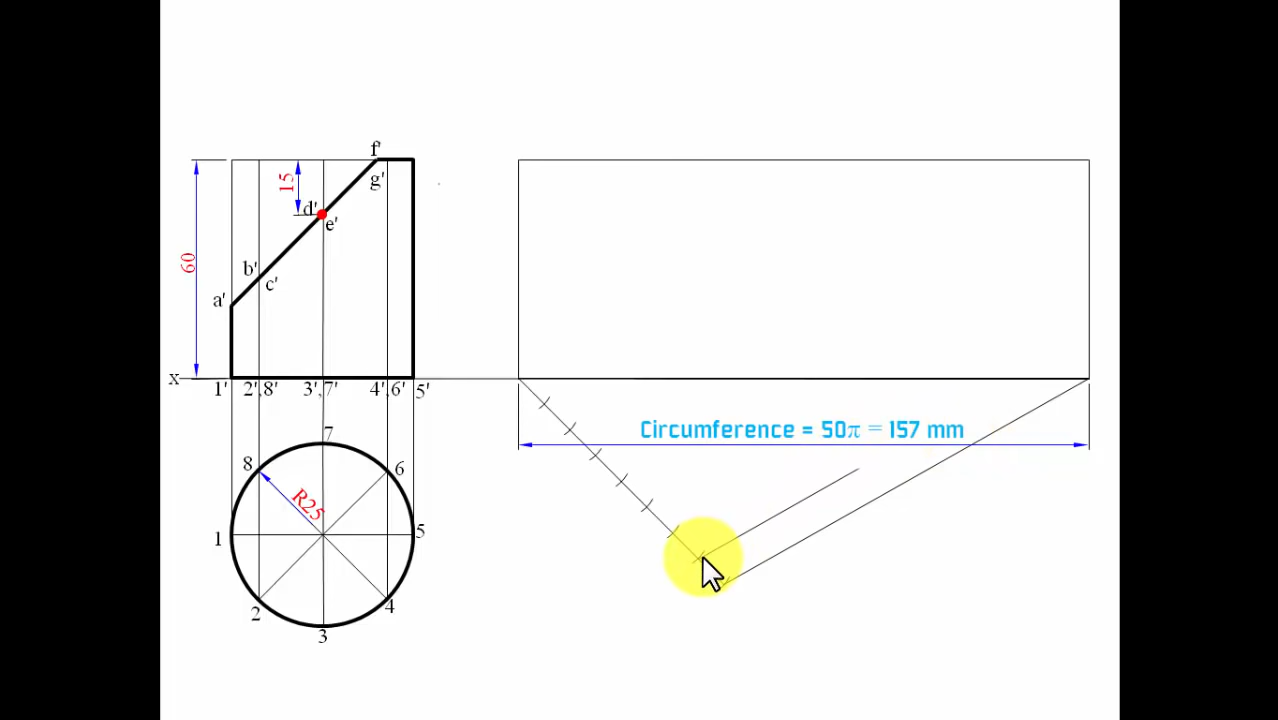 f'
15
g'
d'
e'
60
b'
c'
a'
x
1' 2',8' 3',7' 4',6' 5'
Circumference = 50π = 157 mm
7
8
6
R25
1
5
2
4
3